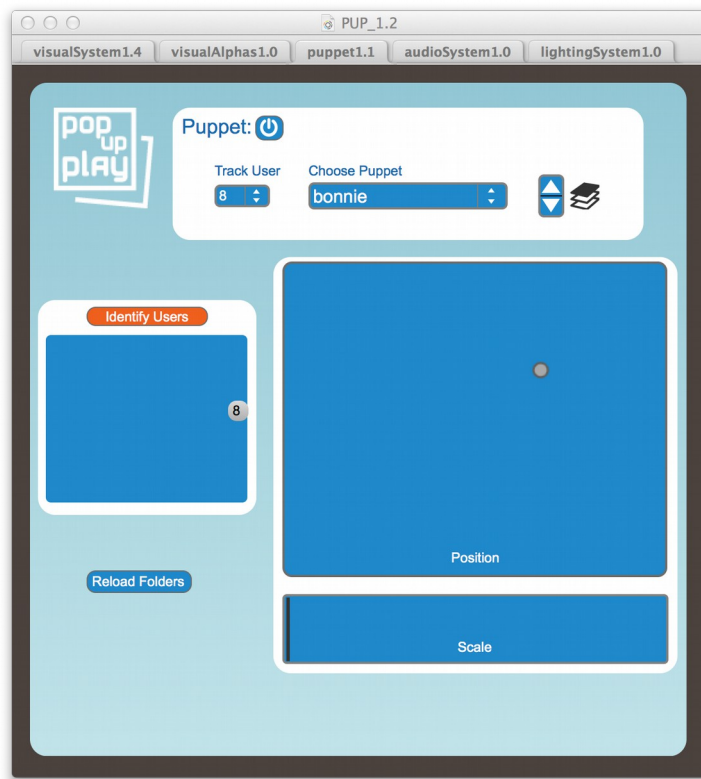 PUP_1.2
visualSystem1.4 visualAlphas1.0 puppet1.1 audioSystem1.0 lightingSystem1.0
pop
up
play
Puppet:
Track User Choose Puppet
8 bonnie
Identify Users
8
Position
Reload Folders
Scale